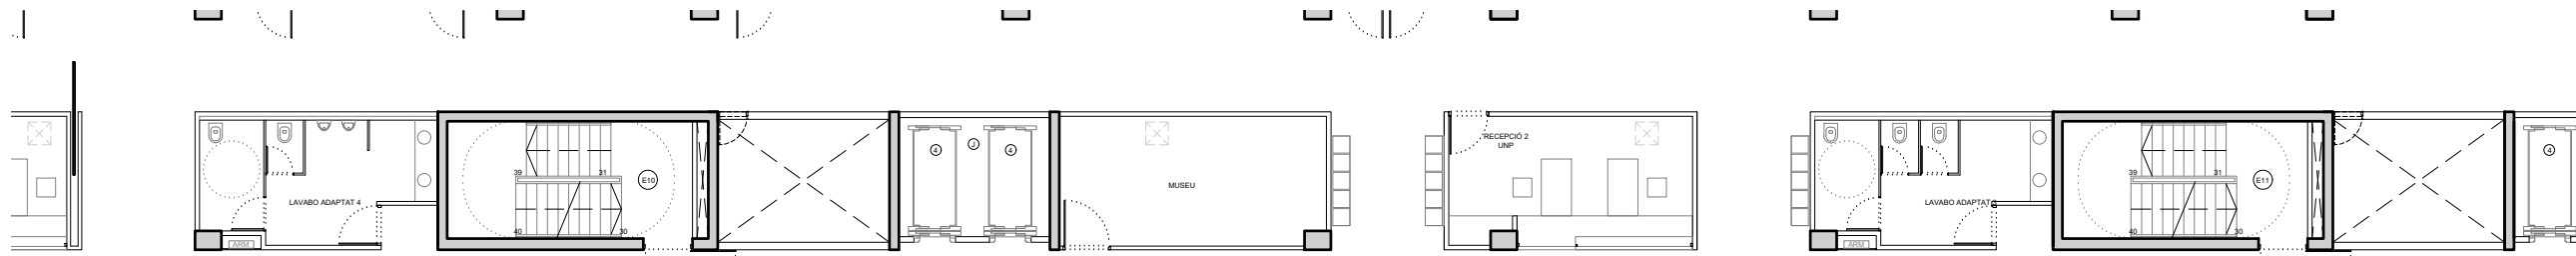 LAVABO ADAPTAT 4
ARM
39
31
40
30
E10
4
J
4
MUSEU
RECEPCIÓ 2
UNP
LAVABO ADAPTAT
ARM
39
31
40
30
E11
4